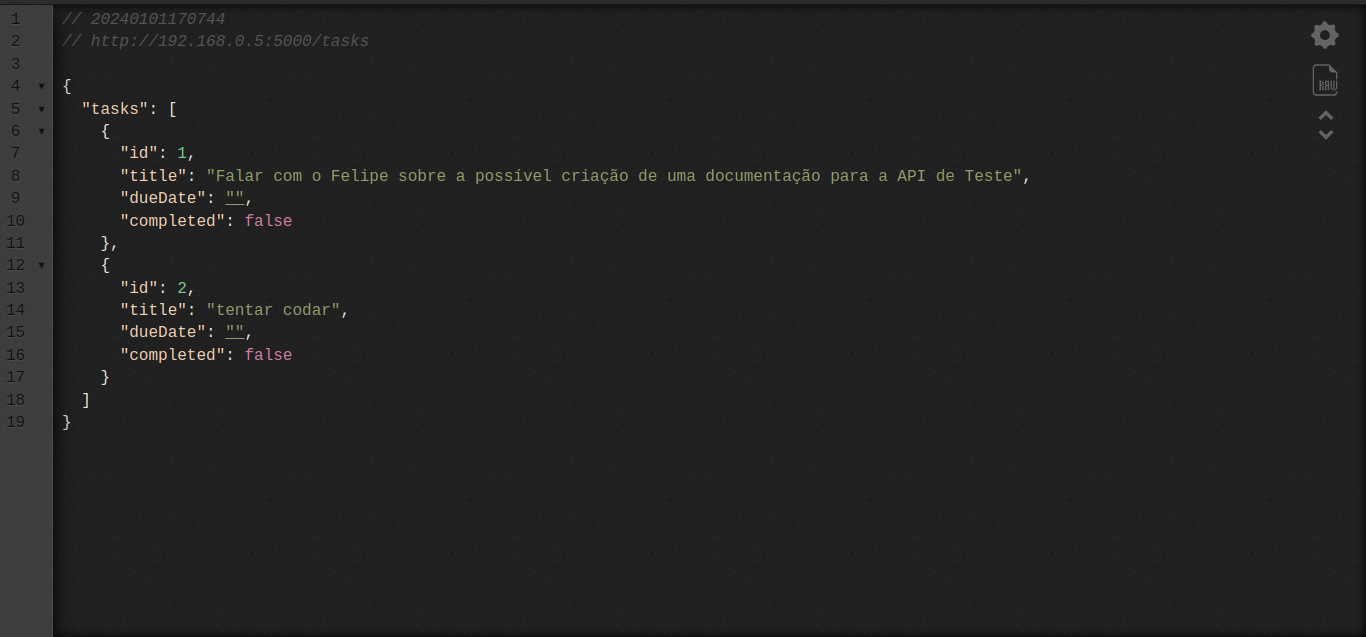 1 // 20240101170744
2 // http://192.168.0.5:5000/tasks
3
4 {
5   "tasks": [
6     {
7       "id": 1,
8       "title": "Falar com o Felipe sobre a possível criação de uma documentação para a API de Teste",
9       "dueDate": "",
10       "completed": false
11     },
12     {
13       "id": 2,
14       "title": "tentar codar",
15       "dueDate": "",
16       "completed": false
17     }
18   ]
19 }
RAW